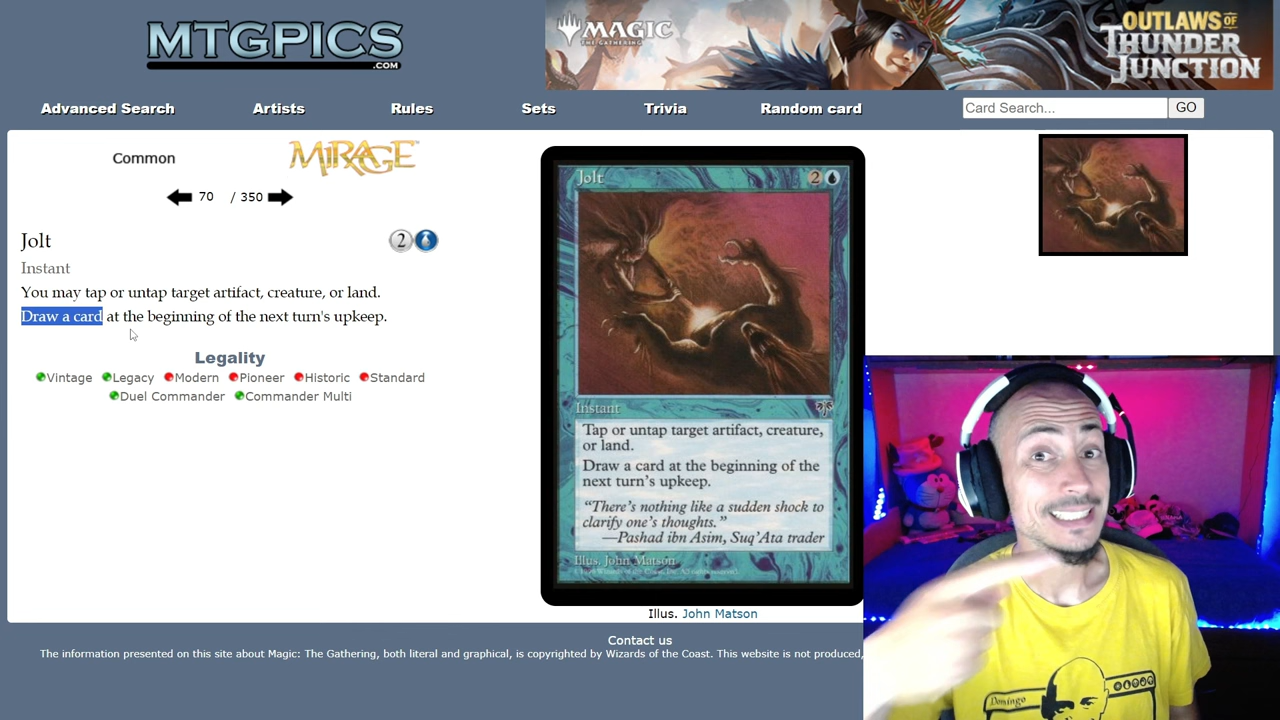 MTGPICS
.COM
MAGIC
THE GATHERING
OUTLAWS OF
THUNDER
JUNCTION
Advanced Search
Artists
Rules
Sets
Trivia
Random card
Card Search...
GO
Common
MIRAGE
70 / 350
Jolt
2
Instant
You may tap or untap target artifact, creature, or land.
Draw a card at the beginning of the next turn's upkeep.
Legality
Vintage Legacy Modern Pioneer Historic Standard
Duel Commander Commander Multi
Jolt
2
Instant
Tap or untap target artifact, creature,
or land.
Draw a card at the beginning of the
next turn's upkeep.
“There's nothing like a sudden shock to
clarify one's thoughts.”
—Pashad ibn Asim, Suq'Ata trader
Illus. John Matson
Illus. John Matson
Contact us
The information presented on this site about Magic: The Gathering, both literal and graphical, is copyrighted by Wizards of the Coast. This website is not produced,
Domingo